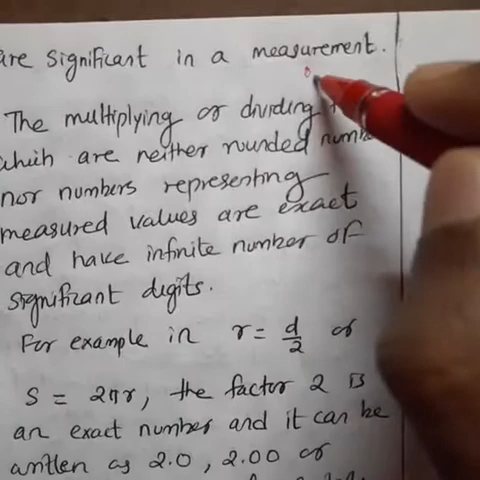 are significant in a measurement.
The multiplying or dividing
which are neither rounded
nor numbers representing
measured values are exact
and have infinite number of
significant digits.
For example in r = d/2 or
S = 2πr, the factor 2 is
an exact number and it can be
written as 2.0, 2.00 or